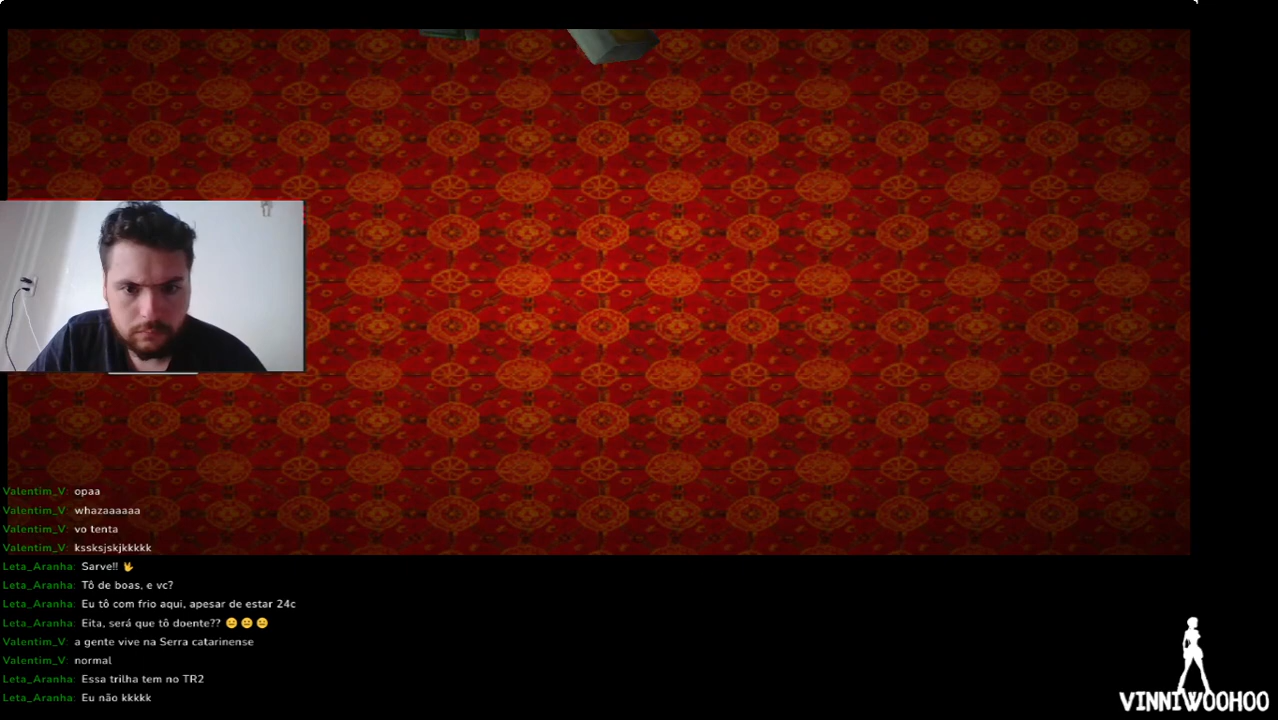 Valentim_V: opaa
Valentim_V: whazaaaaaa
Valentim_V: vo tenta
Valentim_V: kssksjskjkkkkk
Leta_Aranha: Sarve!! 🤟
Leta_Aranha: Tô de boas, e vc?
Leta_Aranha: Eu tô com frio aqui, apesar de estar 24c
Leta_Aranha: Eita, será que tô doente?? 😐😐😐
Valentim_V: a gente vive na Serra catarinense
Valentim_V: normal
Leta_Aranha: Essa trilha tem no TR2
Leta_Aranha: Eu não kkkkk
VINNIWOOHOO